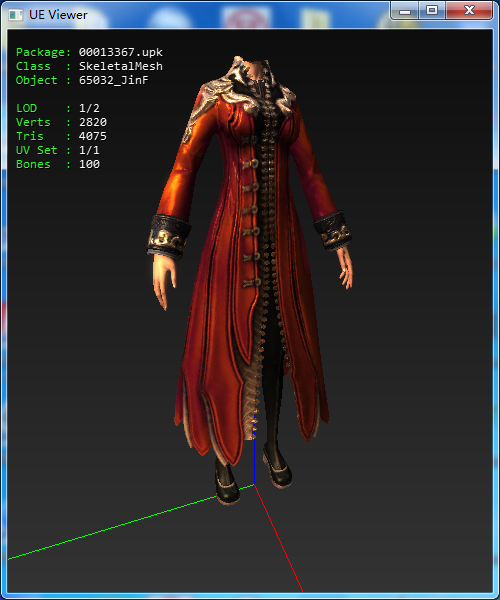 UE Viewer
Package: 00013367.upk
Class : SkeletalMesh
Object : 65032_JinF
LOD : 1/2
Verts : 2820
Tris : 4075
UV Set : 1/1
Bones : 100